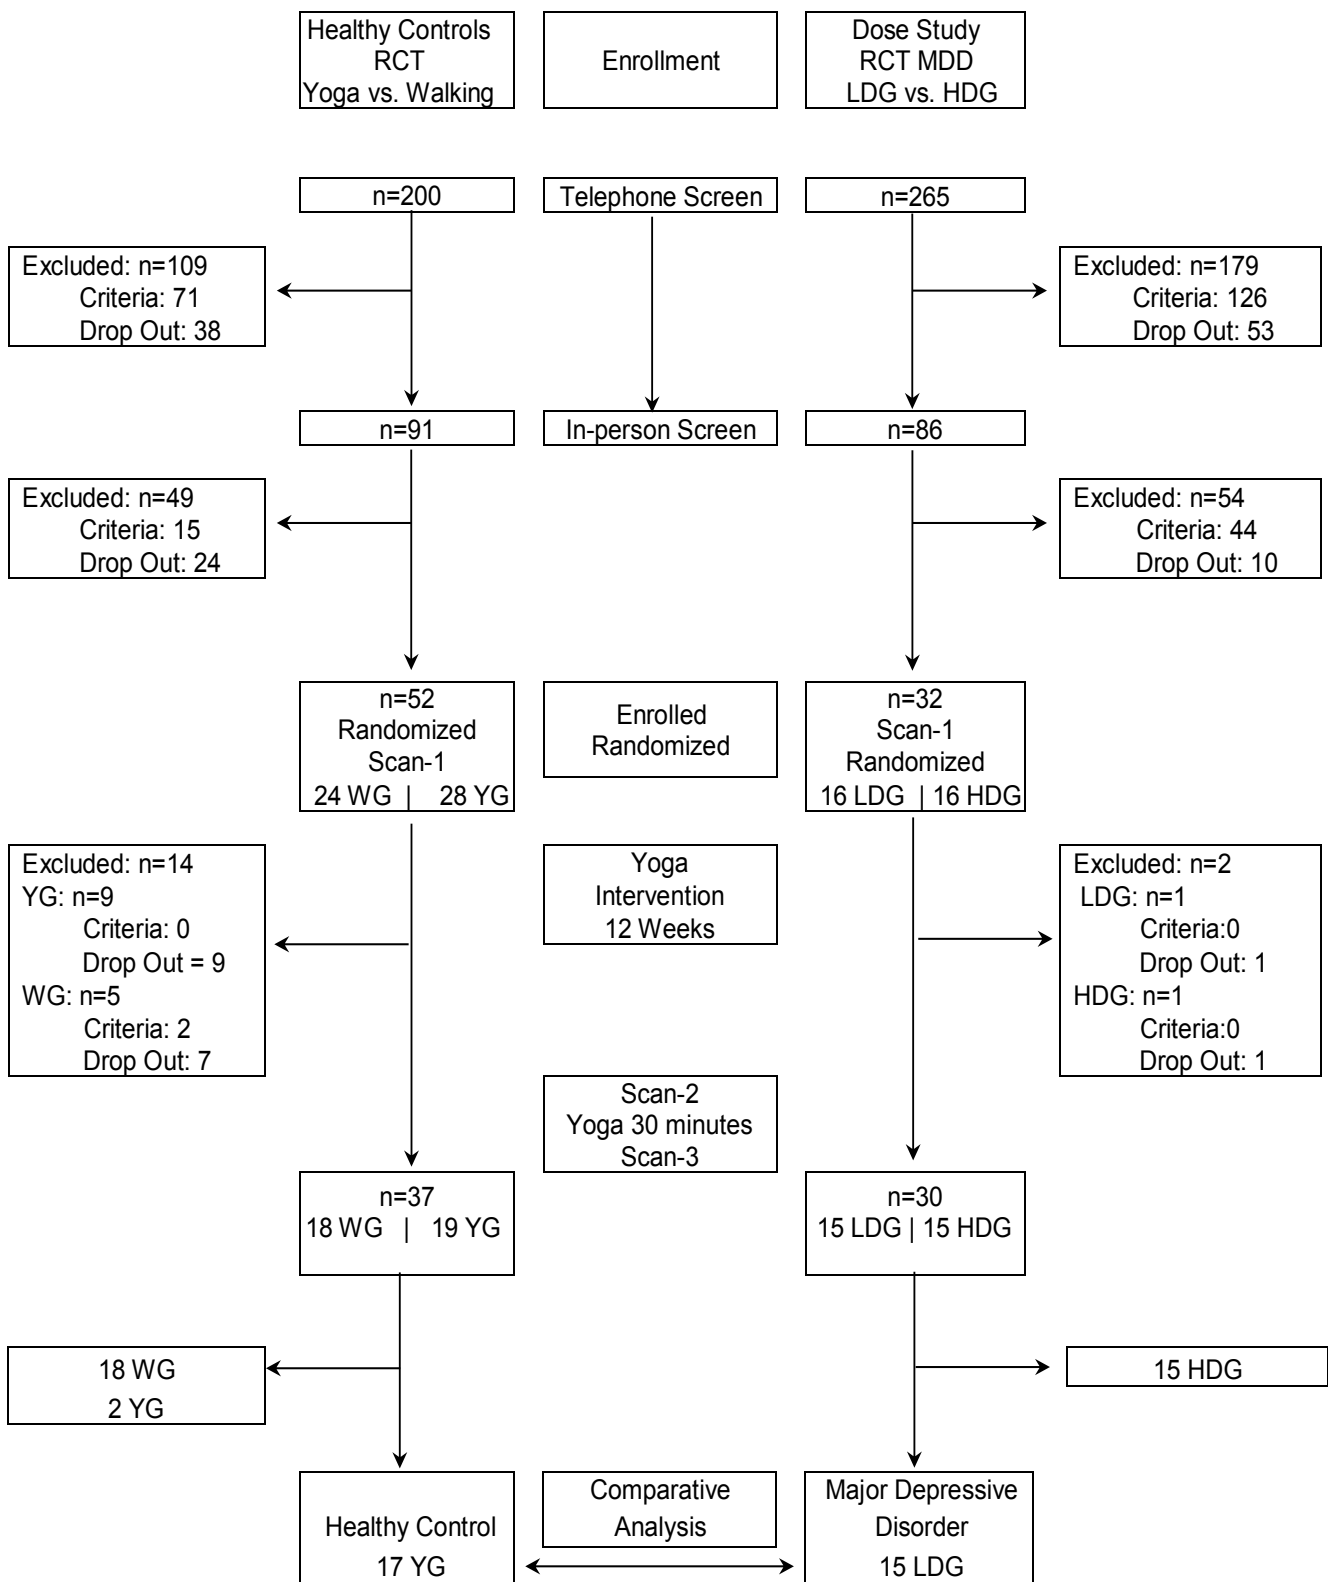 Healthy Controls
RCT
Yoga vs. Walking
Enrollment
Dose Study
RCT MDD
LDG vs. HDG
n=200
Telephone Screen
n=265
Excluded: n=109
Criteria: 71
Drop Out: 38
Excluded: n=179
Criteria: 126
Drop Out: 53
n=91
In-person Screen
n=86
Excluded: n=49
Criteria: 15
Drop Out: 24
Excluded: n=54
Criteria: 44
Drop Out: 10
n=52
Randomized
Scan-1
24 WG | 28 YG
Enrolled
Randomized
n=32
Scan-1
Randomized
16 LDG | 16 HDG
Excluded: n=14
YG: n=9
Criteria: 0
Drop Out = 9
WG: n=5
Criteria: 2
Drop Out: 7
Yoga
Intervention
12 Weeks
Excluded: n=2
LDG: n=1
Criteria:0
Drop Out: 1
HDG: n=1
Criteria:0
Drop Out: 1
Scan-2
Yoga 30 minutes
Scan-3
n=37
18 WG | 19 YG
n=30
15 LDG | 15 HDG
18 WG
2 YG
15 HDG
Healthy Control
17 YG
Comparative
Analysis
Major Depressive
Disorder
15 LDG